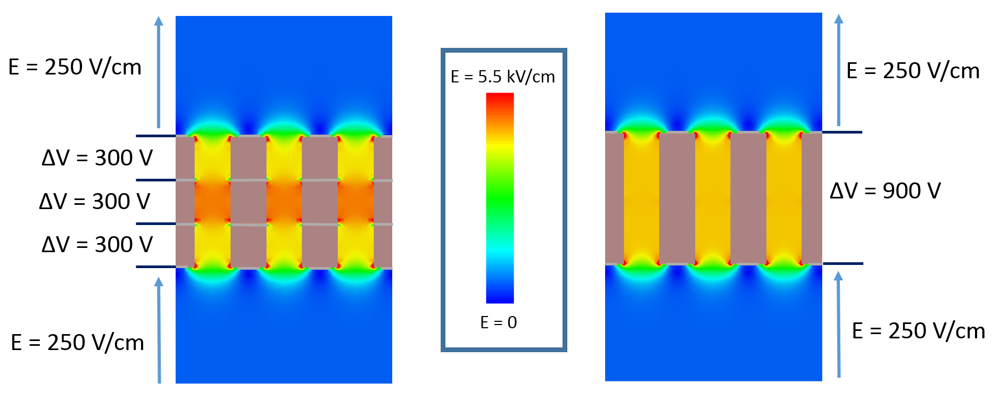 E = 250 V/cm
ΔV = 300 V
ΔV = 300 V
ΔV = 300 V
E = 250 V/cm
E = 5.5 kV/cm
E = 0
E = 250 V/cm
ΔV = 900 V
E = 250 V/cm